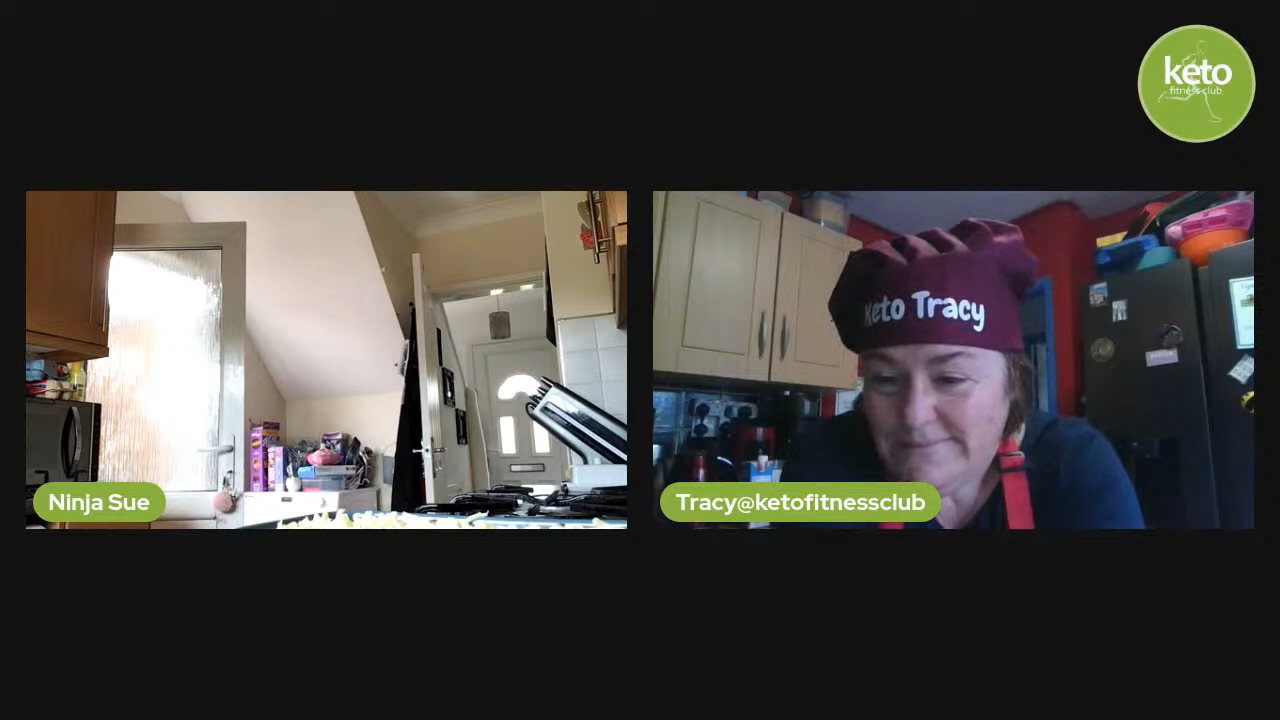 keto
fitness club
Keto Tracy
Ninja Sue
Tracy@ketofitnessclub